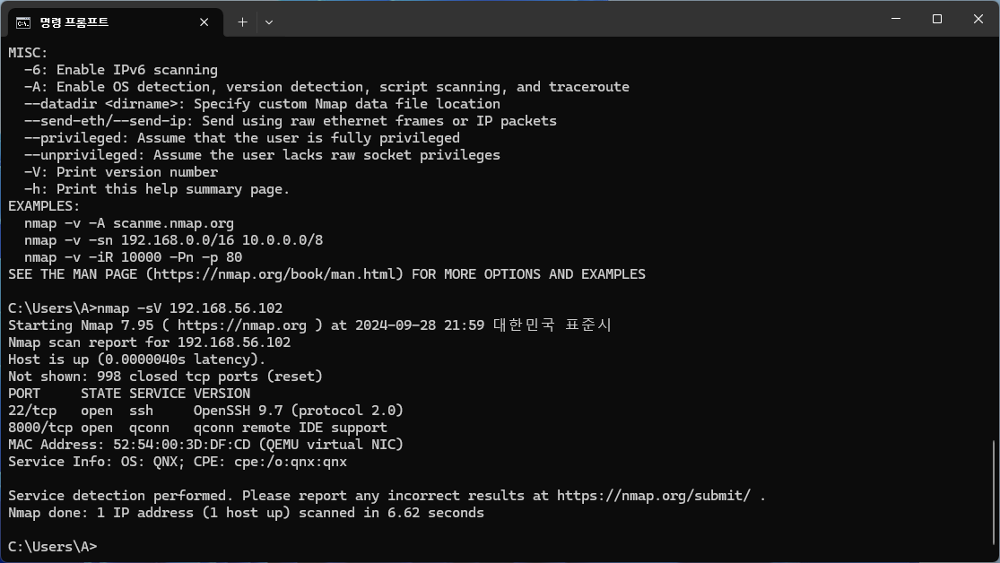 명령 프롬프트
MISC:
  -6: Enable IPv6 scanning
  -A: Enable OS detection, version detection, script scanning, and traceroute
  --datadir <dirname>: Specify custom Nmap data file location
  --send-eth/--send-ip: Send using raw ethernet frames or IP packets
  --privileged: Assume that the user is fully privileged
  --unprivileged: Assume the user lacks raw socket privileges
  -V: Print version number
  -h: Print this help summary page.
EXAMPLES:
  nmap -v -A scanme.nmap.org
  nmap -v -sn 192.168.0.0/16 10.0.0.0/8
  nmap -v -iR 10000 -Pn -p 80
SEE THE MAN PAGE (https://nmap.org/book/man.html) FOR MORE OPTIONS AND EXAMPLES

C:\Users\A>nmap -sV 192.168.56.102
Starting Nmap 7.95 ( https://nmap.org ) at 2024-09-28 21:59 대한민국 표준시
Nmap scan report for 192.168.56.102
Host is up (0.0000040s latency).
Not shown: 998 closed tcp ports (reset)
PORT     STATE SERVICE VERSION
22/tcp   open  ssh     OpenSSH 9.7 (protocol 2.0)
8000/tcp open  qconn   qconn remote IDE support
MAC Address: 52:54:00:3D:DF:CD (QEMU virtual NIC)
Service Info: OS: QNX; CPE: cpe:/o:qnx:qnx

Service detection performed. Please report any incorrect results at https://nmap.org/submit/ .
Nmap done: 1 IP address (1 host up) scanned in 6.62 seconds

C:\Users\A>